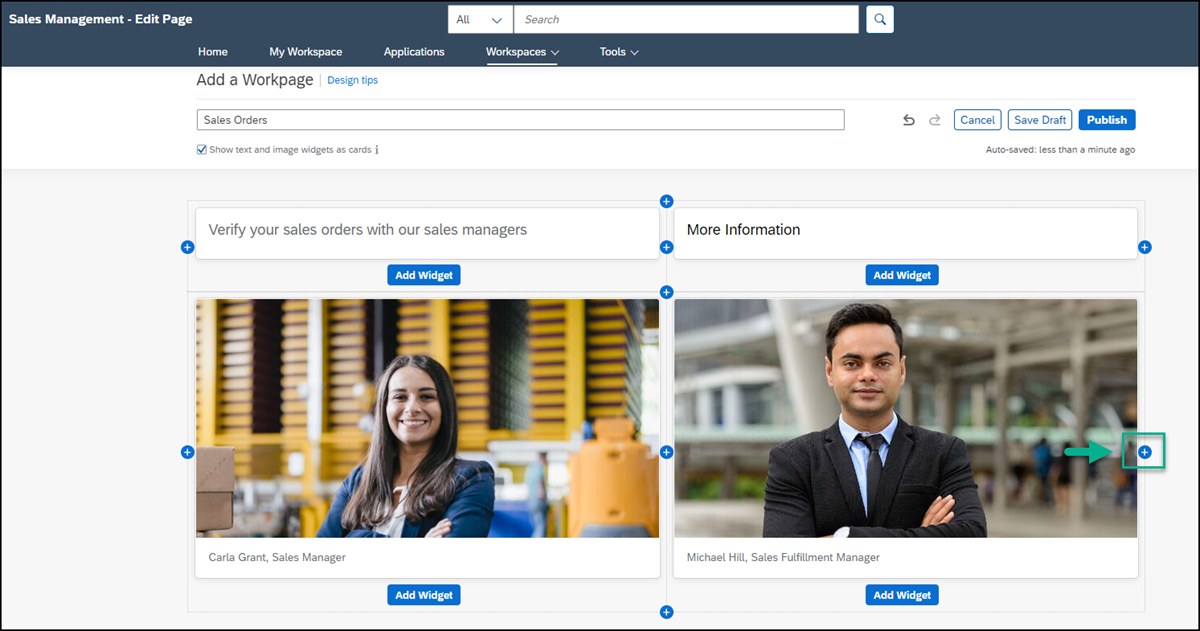 Sales Management - Edit Page
All
Search
Home
My Workspace
Applications
Workspaces
Tools
Add a Workpage
Design tips
Sales Orders
Cancel
Save Draft
Publish
Show text and image widgets as cards i
Auto-saved: less than a minute ago
Verify your sales orders with our sales managers
More Information
Add Widget
Add Widget
Carla Grant, Sales Manager
Michael Hill, Sales Fulfillment Manager
Add Widget
Add Widget